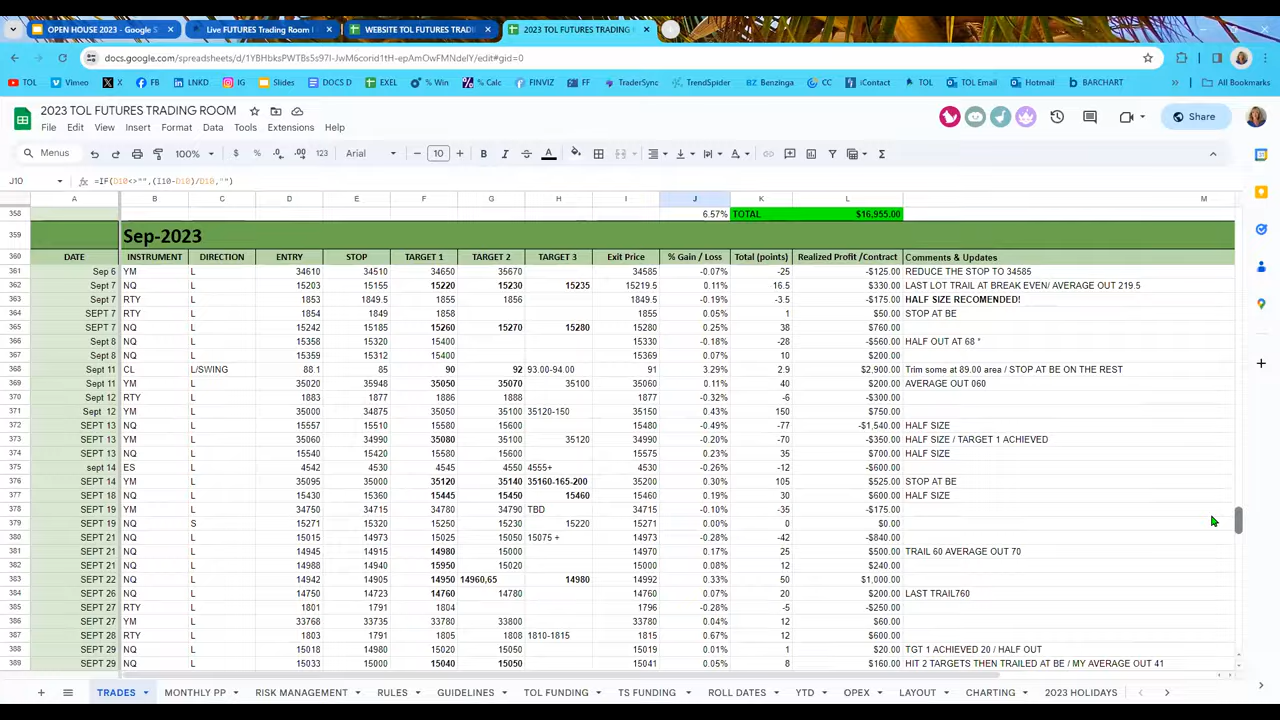 OPEN HOUSE 2023 - Google S × Live FUTURES Trading Room × WEBSITE TOL FUTURES TRADI × 2023 TOL FUTURES TRADING × +
docs.google.com/spreadsheets/d/1YBHbksPWTBs5s97I-JwM6corid1tH-epAmOwFMNdelY/edit#gid=0
TOL Vimeo X FB LNKD IG Slides DOCS D EXEL % Win % Calc FINVIZ FF TraderSync TrendSpider Benzinga CC iContact TOL TOL Email Hotmail BARCHART » All Bookmarks
2023 TOL FUTURES TRADING ROOM
File Edit View Insert Format Data Tools Extensions Help
Share
Menus 100% $ % .0 .00 123 Arial − 10 + B I A Σ
J10 fx =IF(D10<>"",(I10-D10)/D10,"")
A B C D E F G H I J K L M
358 6.57% TOTAL $16,955.00
359 Sep-2023
360 DATE INSTRUMENT DIRECTION ENTRY STOP TARGET 1 TARGET 2 TARGET 3 Exit Price % Gain / Loss Total (points) Realized Profit /Contract Comments & Updates
361 Sep 6 YM L 34610 34510 34650 35670 34585 -0.07% -25 -$125.00 REDUCE THE STOP TO 34585
362 Sept 7 NQ L 15203 15155 15220 15230 15235 15219.5 0.11% 16.5 $330.00 LAST LOT TRAIL AT BREAK EVEN/ AVERAGE OUT 219.5
363 Sept 7 RTY L 1853 1849.5 1855 1856 1849.5 -0.19% -3.5 -$175.00 HALF SIZE RECOMENDED!
364 SEPT 7 RTY L 1854 1849 1858 1855 0.05% 1 $50.00 STOP AT BE
365 SEPT 7 NQ L 15242 15185 15260 15270 15280 15280 0.25% 38 $760.00
366 Sept 8 NQ L 15358 15320 15400 15330 -0.18% -28 -$560.00 HALF OUT AT 68 *
367 Sept 8 NQ L 15359 15312 15400 15369 0.07% 10 $200.00
368 Sept 11 CL L/SWING 88.1 85 90 92 93.00-94.00 91 3.29% 2.9 $2,900.00 Trim some at 89.00 area / STOP AT BE ON THE REST
369 Sept 11 YM L 35020 35948 35050 35070 35100 35060 0.11% 40 $200.00 AVERAGE OUT 060
370 Sept 12 RTY L 1883 1877 1886 1888 1877 -0.32% -6 -$300.00
371 Sept 12 YM L 35000 34875 35050 35100 35120-150 35150 0.43% 150 $750.00
372 SEPT 13 NQ L 15557 15510 15580 15600 15480 -0.49% -77 -$1,540.00 HALF SIZE
373 SEPT 13 YM L 35060 34990 35080 35100 35120 34990 -0.20% -70 -$350.00 HALF SIZE / TARGET 1 ACHIEVED
374 SEPT 13 NQ L 15540 15420 15580 15600 15575 0.23% 35 $700.00 HALF SIZE
375 sept 14 ES L 4542 4530 4545 4550 4555+ 4530 -0.26% -12 -$600.00
376 SEPT 14 YM L 35095 35000 35120 35140 35160-165-200 35200 0.30% 105 $525.00 STOP AT BE
377 SEPT 18 NQ L 15430 15360 15445 15450 15460 15460 0.19% 30 $600.00 HALF SIZE
378 SEPT 19 YM L 34750 34715 34780 34790 TBD 34715 -0.10% -35 -$175.00
379 SEPT 19 NQ S 15271 15320 15250 15230 15220 15271 0.00% 0 $0.00
380 SEPT 20 NQ L 15015 14973 15025 15050 15075 + 14973 -0.28% -42 -$840.00
381 SEPT 21 NQ L 14945 14915 14980 15000 14970 0.17% 25 $500.00 TRAIL 60 AVERAGE OUT 70
382 SEPT 21 NQ L 14988 14940 15950 15020 15000 0.08% 12 $240.00
383 SEPT 22 NQ L 14942 14905 14950 14960,65 14980 14992 0.33% 50 $1,000.00
384 SEPT 26 NQ L 14750 14723 14760 14780 14760 0.07% 20 $200.00 LAST TRAIL760
385 SEPT 27 RTY L 1801 1791 1804 1796 -0.28% -5 -$250.00
386 SEPT 27 YM L 33768 33735 33780 33800 33780 0.04% 12 $60.00
387 SEPT 28 RTY L 1803 1791 1805 1808 1810-1815 1815 0.67% 12 $600.00
388 SEPT 29 NQ L 15018 14980 15020 15050 15019 0.01% 1 $20.00 TGT 1 ACHIEVED 20 / HALF OUT
389 SEPT 29 NQ L 15033 15000 15040 15050 15041 0.05% 8 $160.00 HIT 2 TARGETS THEN TRAILED AT BE / MY AVERAGE OUT 41
+ TRADES MONTHLY PP RISK MANAGEMENT RULES GUIDELINES TOL FUNDING TS FUNDING ROLL DATES YTD OPEX LAYOUT CHARTING 2023 HOLIDAYS